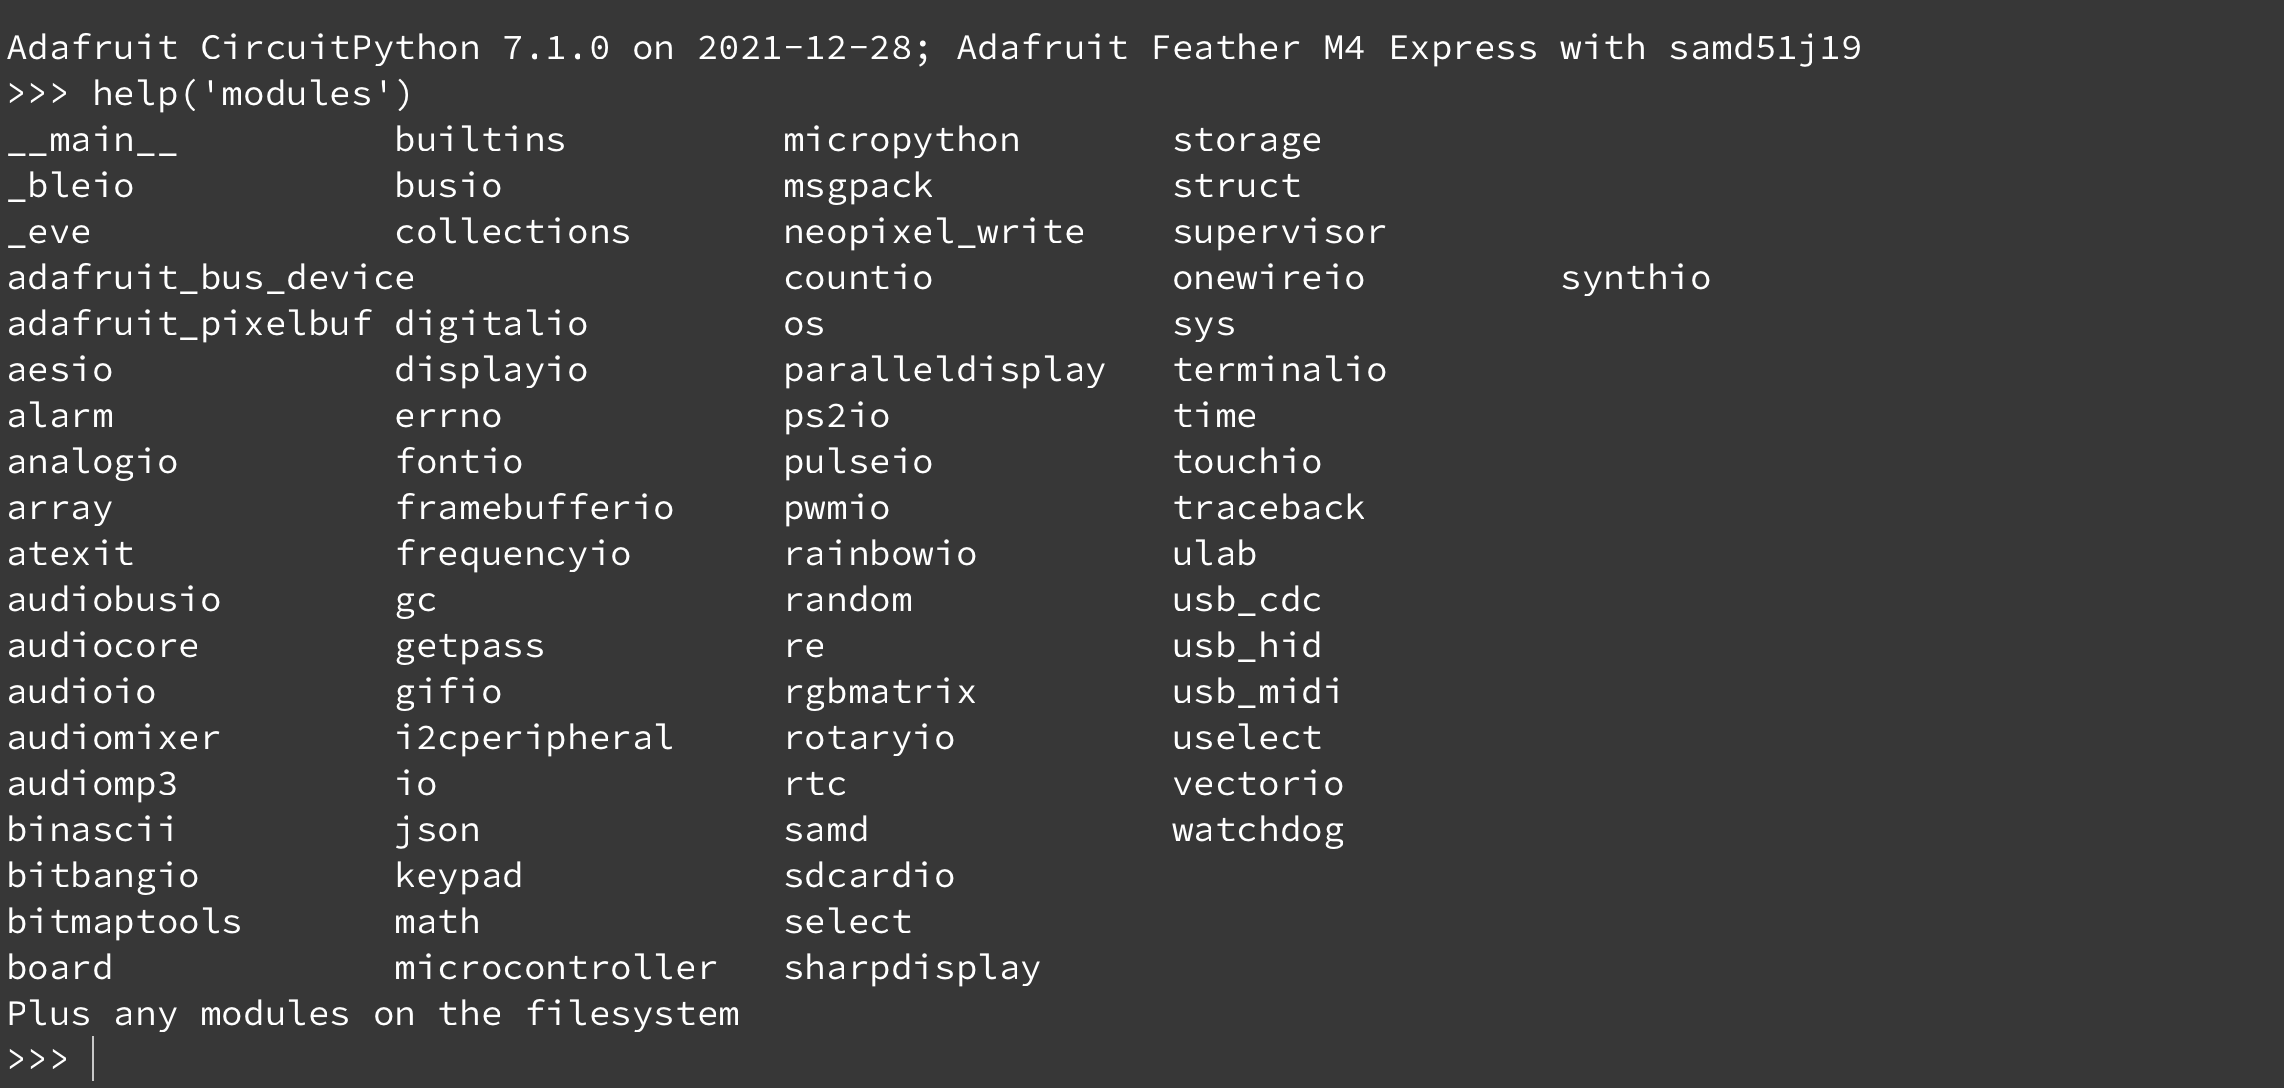 Adafruit CircuitPython 7.1.0 on 2021-12-28; Adafruit Feather M4 Express with samd51j19
>>> help('modules')
__main__          builtins          micropython       storage
_bleio            busio             msgpack           struct
_eve              collections       neopixel_write    supervisor
adafruit_bus_device                 countio           onewireio         synthio
adafruit_pixelbuf digitalio         os                sys
aesio             displayio         paralleldisplay   terminalio
alarm             errno             ps2io             time
analogio          fontio            pulseio           touchio
array             framebufferio     pwmio             traceback
atexit            frequencyio       rainbowio         ulab
audiobusio        gc                random            usb_cdc
audiocore         getpass           re                usb_hid
audioio           gifio             rgbmatrix         usb_midi
audiomixer        i2cperipheral     rotaryio          uselect
audiomp3          io                rtc               vectorio
binascii          json              samd              watchdog
bitbangio         keypad            sdcardio
bitmaptools       math              select
board             microcontroller   sharpdisplay
Plus any modules on the filesystem
>>>